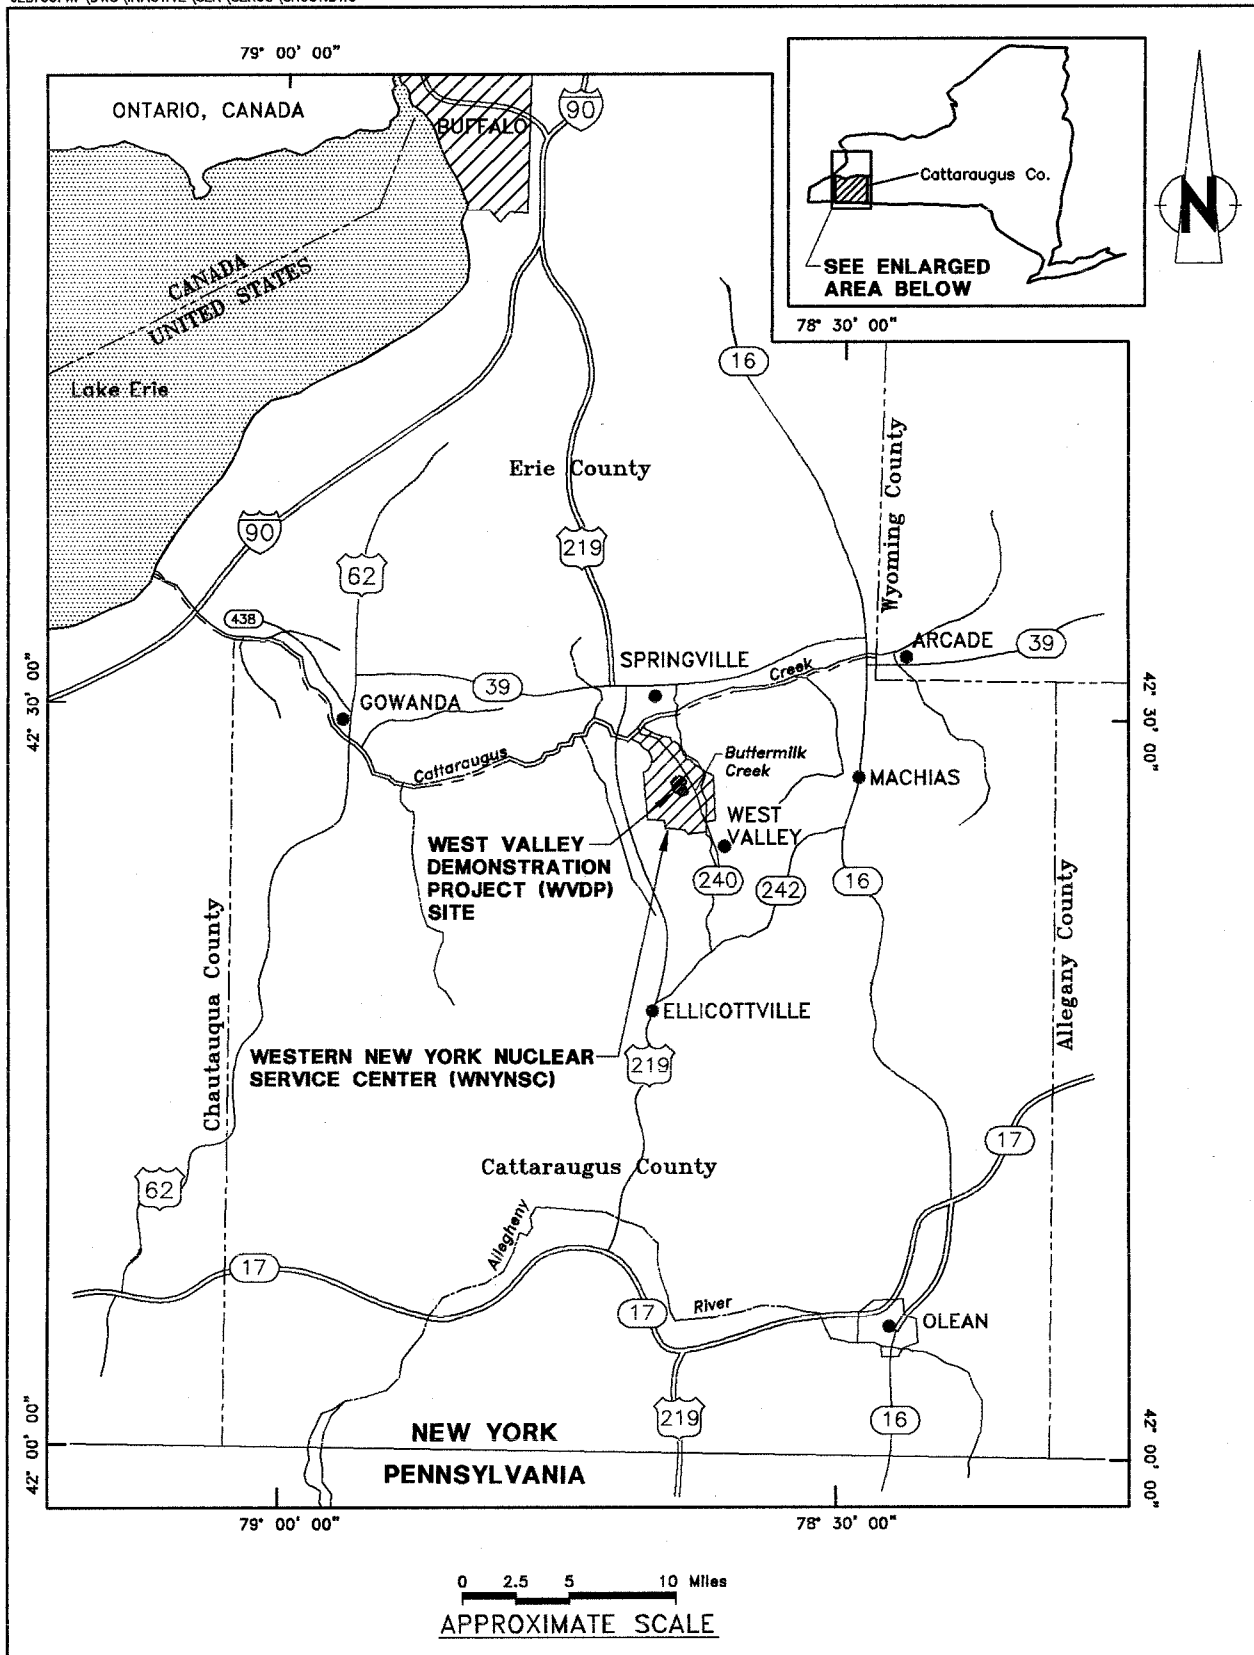 79° 00' 00"
ONTARIO, CANADA
BUFFALO
90
Cattaraugus Co.
N
SEE ENLARGED
AREA BELOW
CANADA
UNITED STATES
78° 30' 00"
16
Lake Erie
Erie County
Wyoming County
90
219
62
438
ARCADE
39
SPRINGVILLE
Creek
42° 30' 00"
39
GOWANDA
42° 30' 00"
Cattaraugus
Buttermilk
Creek
MACHIAS
WEST
VALLEY
WEST VALLEY
DEMONSTRATION
PROJECT (WVDP)
SITE
240
242
16
Chautauqua County
Allegany County
ELLICOTTVILLE
WESTERN NEW YORK NUCLEAR
SERVICE CENTER (WNYNSC)
219
17
Cattaraugus County
62
Allegheny
17
17
River
OLEAN
42° 00' 00"
NEW YORK
219
16
42° 00' 00"
PENNSYLVANIA
79° 00' 00"
78° 30' 00"
0 2.5 5 10 Miles
APPROXIMATE SCALE